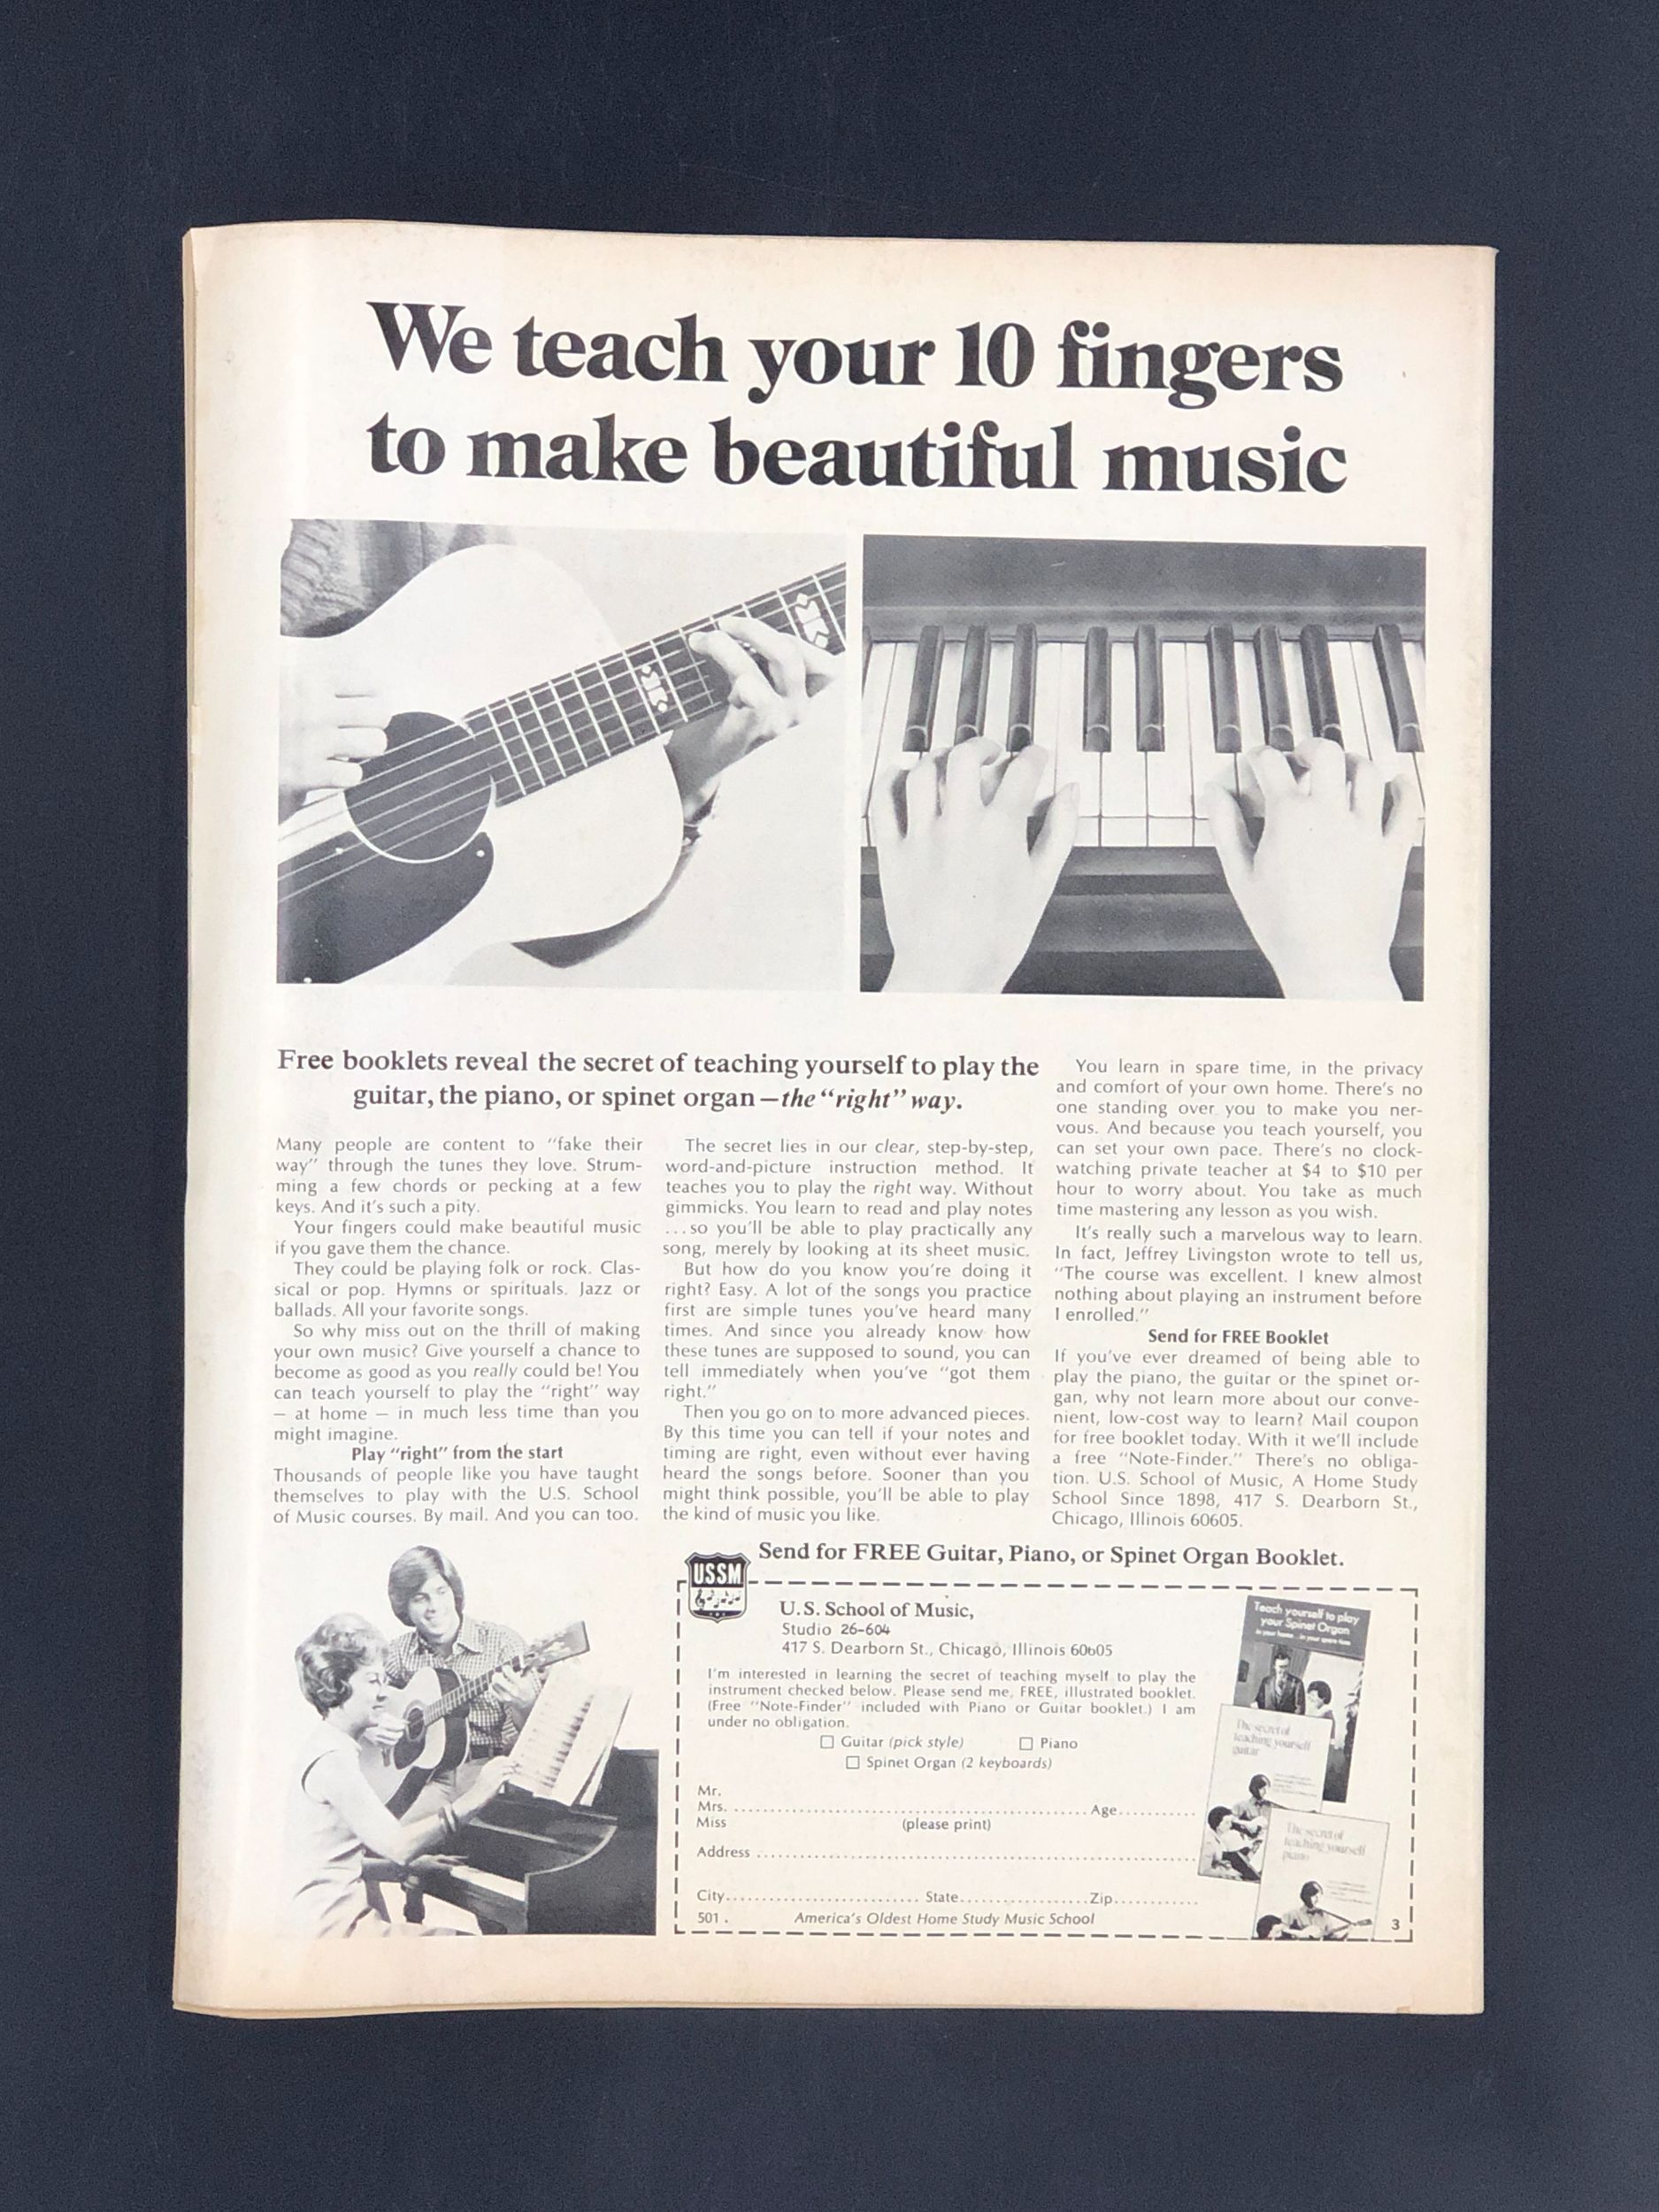 We teach your 10 fingers
to make beautiful music
Free booklets reveal the secret of teaching yourself to play the
guitar, the piano, or spinet organ—the “right” way.
Many people are content to “fake their
way” through the tunes they love. Strum-
ming a few chords or pecking at a few
keys. And it's such a pity.
Your fingers could make beautiful music
if you gave them the chance.
They could be playing folk or rock. Clas-
sical or pop. Hymns or spirituals. Jazz or
ballads. All your favorite songs.
So why miss out on the thrill of making
your own music? Give yourself a chance to
become as good as you really could be! You
can teach yourself to play the “right” way
— at home — in much less time than you
might imagine.
Play “right” from the start
Thousands of people like you have taught
themselves to play with the U.S. School
of Music courses. By mail. And you can too.
The secret lies in our clear, step-by-step,
word-and-picture instruction method. It
teaches you to play the right way. Without
gimmicks. You learn to read and play notes
...so you'll be able to play practically any
song, merely by looking at its sheet music.
But how do you know you're doing it
right? Easy. A lot of the songs you practice
first are simple tunes you've heard many
times. And since you already know how
these tunes are supposed to sound, you can
tell immediately when you've “got them
right.”
Then you go on to more advanced pieces.
By this time you can tell if your notes and
timing are right, even without ever having
heard the songs before. Sooner than you
might think possible, you'll be able to play
the kind of music you like.
You learn in spare time, in the privacy
and comfort of your own home. There's no
one standing over you to make you ner-
vous. And because you teach yourself, you
can set your own pace. There's no clock-
watching private teacher at $4 to $10 per
hour to worry about. You take as much
time mastering any lesson as you wish.
It's really such a marvelous way to learn.
In fact, Jeffrey Livingston wrote to tell us,
“The course was excellent. I knew almost
nothing about playing an instrument before
I enrolled.”
Send for FREE Booklet
If you've ever dreamed of being able to
play the piano, the guitar or the spinet or-
gan, why not learn more about our conve-
nient, low-cost way to learn? Mail coupon
for free booklet today. With it we'll include
a free “Note-Finder.” There's no obliga-
tion. U.S. School of Music, A Home Study
School Since 1898, 417 S. Dearborn St.,
Chicago, Illinois 60605.
Send for FREE Guitar, Piano, or Spinet Organ Booklet.
USSM
U.S. School of Music,
Studio 26-604
417 S. Dearborn St., Chicago, Illinois 60605
I'm interested in learning the secret of teaching myself to play the
instrument checked below. Please send me, FREE, illustrated booklet.
(Free “Note-Finder” included with Piano or Guitar booklet.) I am
under no obligation.
☐ Guitar (pick style) ☐ Piano
☐ Spinet Organ (2 keyboards)
Mr.
Mrs. Age
Miss (please print)
Address
City State Zip
501 . America's Oldest Home Study Music School
Teach yourself to play
your Spinet Organ
in your home...in your spare time
The secret of
teaching yourself
guitar
The secret of
teaching yourself
piano
3